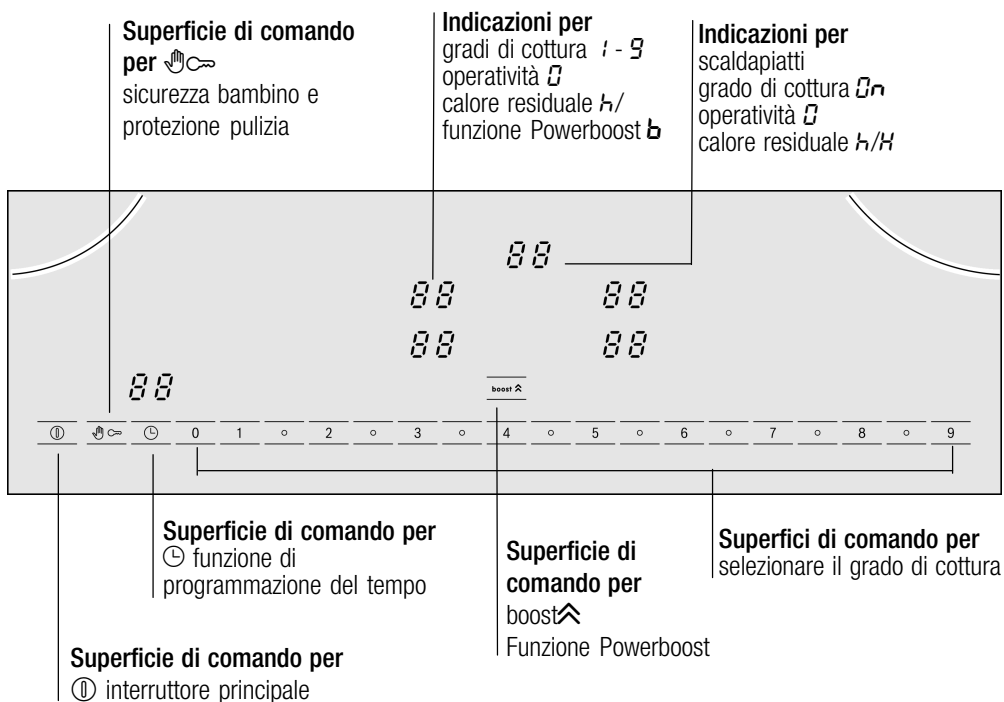 Superficie di comando
per
sicurezza bambino e
protezione pulizia
Indicazioni per
gradi di cottura 1 - 9
operatività 0
calore residuale h/
funzione Powerboost b
Indicazioni per
scaldapiatti
grado di cottura 0n
operatività 0
calore residuale h/H
88
88 88
88 88
88
boost
0 1 2 3 4 5 6 7 8 9
Superficie di comando per
funzione di
programmazione del tempo
Superficie di
comando per
boost
Funzione Powerboost
Superfici di comando per
selezionare il grado di cottura
Superficie di comando per
interruttore principale